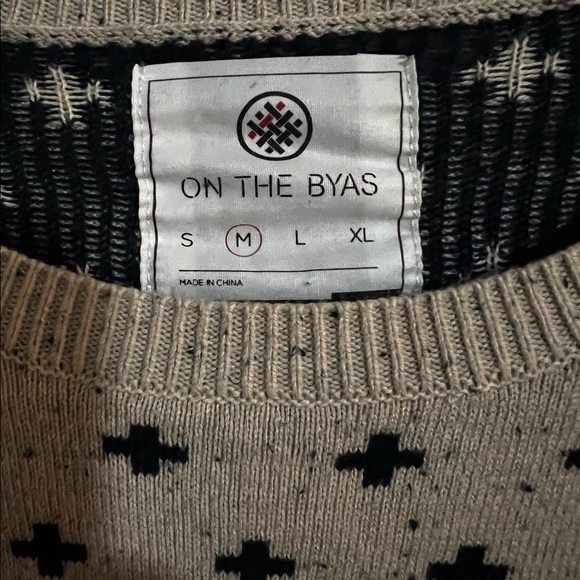 ON THE BYAS
S M L XL
MADE IN CHINA